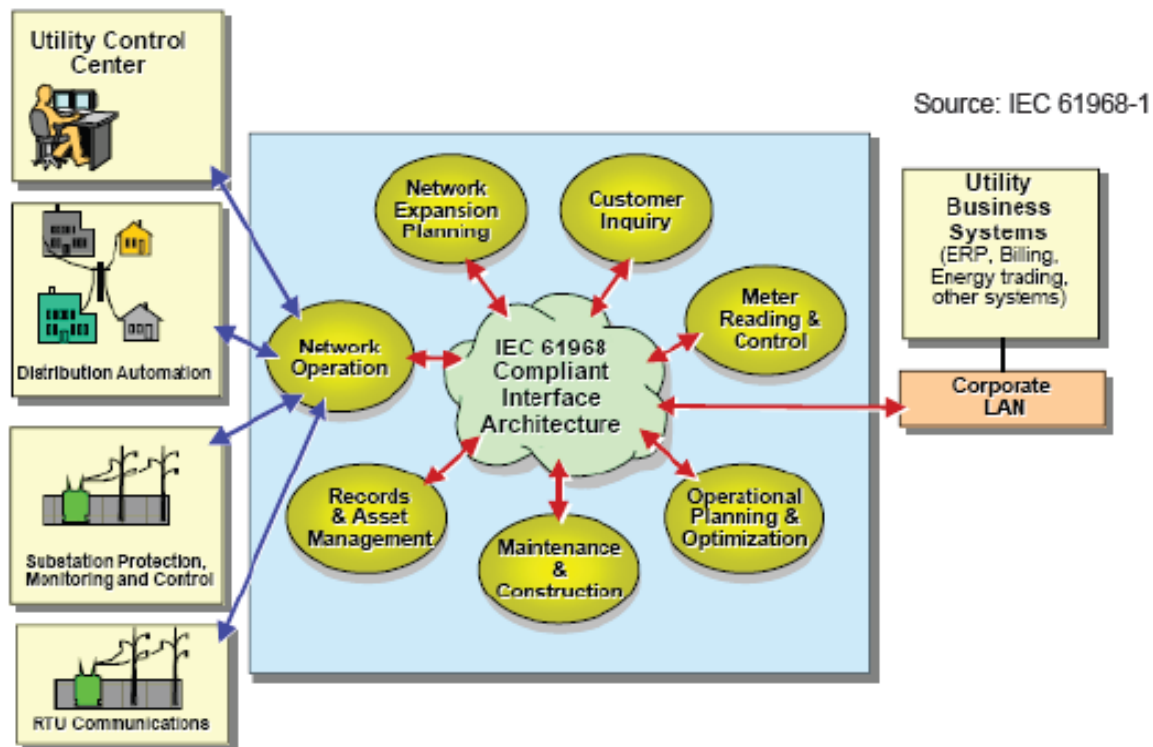 Utility Control
Center
Source: IEC 61968-1
Distribution Automation
Substation Protection,
Monitoring and Control
RTU Communications
Network
Expansion
Planning
Customer
Inquiry
Meter
Reading &
Control
Network
Operation
IEC 61968
Compliant
Interface
Architecture
Records
& Asset
Management
Maintenance
&
Construction
Operational
Planning &
Optimization
Utility
Business
Systems
(ERP, Billing,
Energy trading,
other systems)
Corporate
LAN